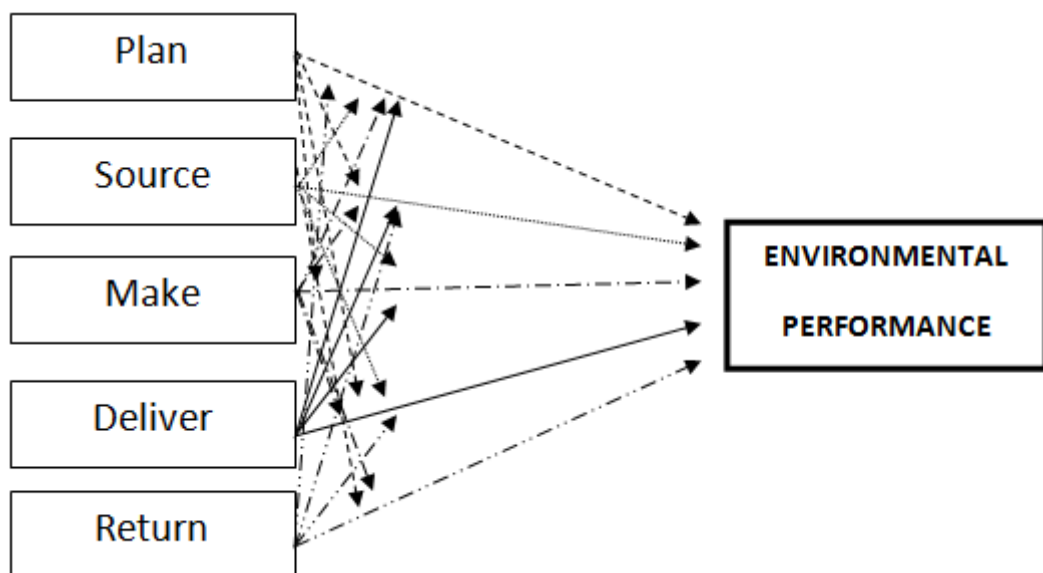 Plan
Source
Make
Deliver
Return
ENVIRONMENTAL
PERFORMANCE